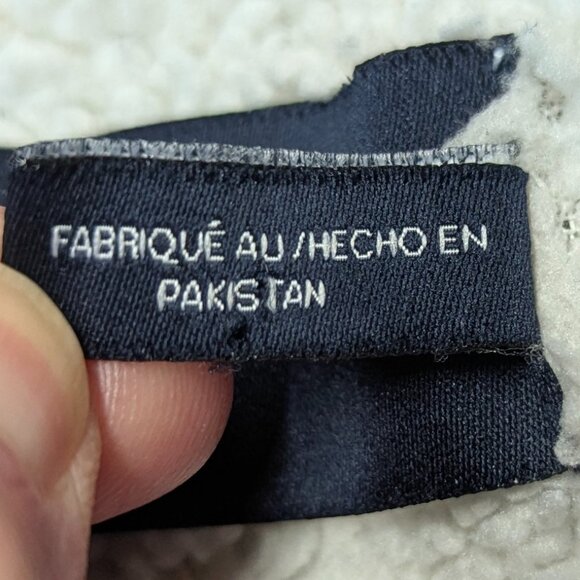 FABRIQUÉ AU /HECHO EN
PAKISTAN